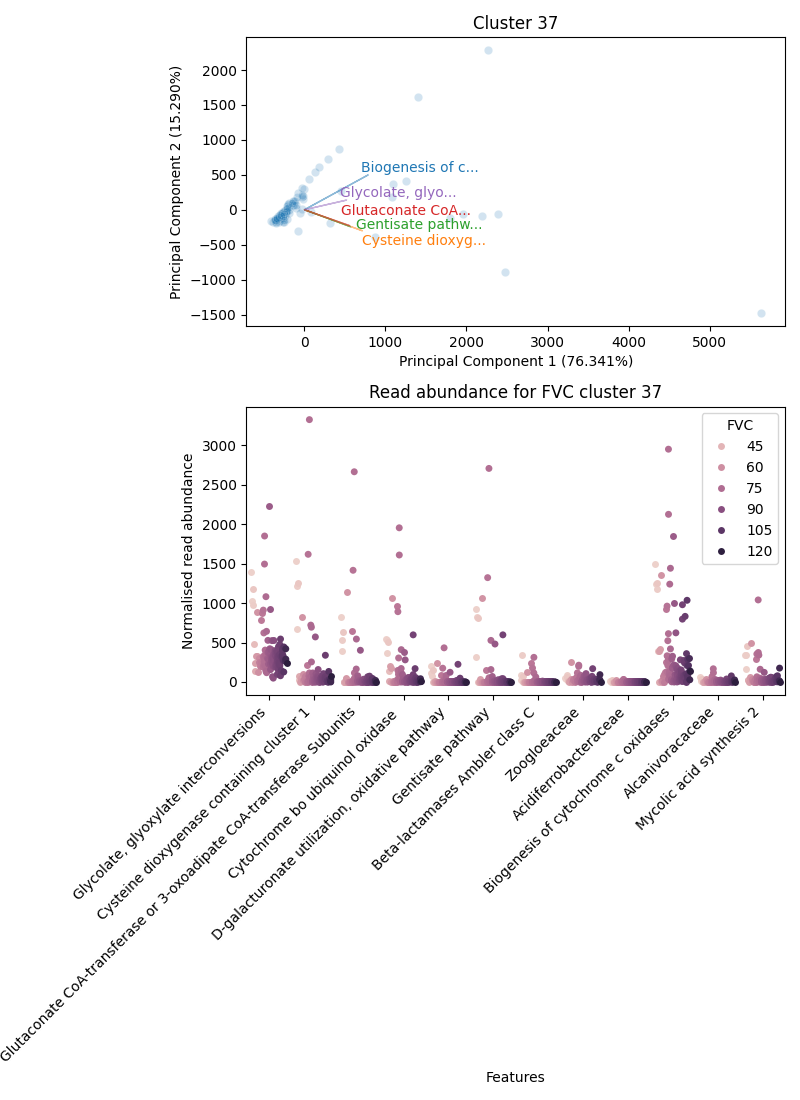 Cluster 37
Principal Component 2 (15.290%)
2000
1500
1000
500
0
−500
−1000
−1500
Biogenesis of c...
Glycolate, glyo...
Glutaconate CoA...
Gentisate pathw...
Cysteine dioxyg...
0
1000
2000
3000
4000
5000
Principal Component 1 (76.341%)
Read abundance for FVC cluster 37
Normalised read abundance
3000
2500
2000
1500
1000
500
0
FVC
45
60
75
90
105
120
Glycolate, glyoxylate interconversions
Cysteine dioxygenase containing cluster 1
Glutaconate CoA-transferase or 3-oxoadipate CoA-transferase Subunits
Cytochrome bo ubiquinol oxidase
D-galacturonate utilization, oxidative pathway
Gentisate pathway
Beta-lactamases Ambler class C
Zoogloeaceae
Acidiferrobacteraceae
Biogenesis of cytochrome c oxidases
Alcanivoracaceae
Mycolic acid synthesis 2
Features